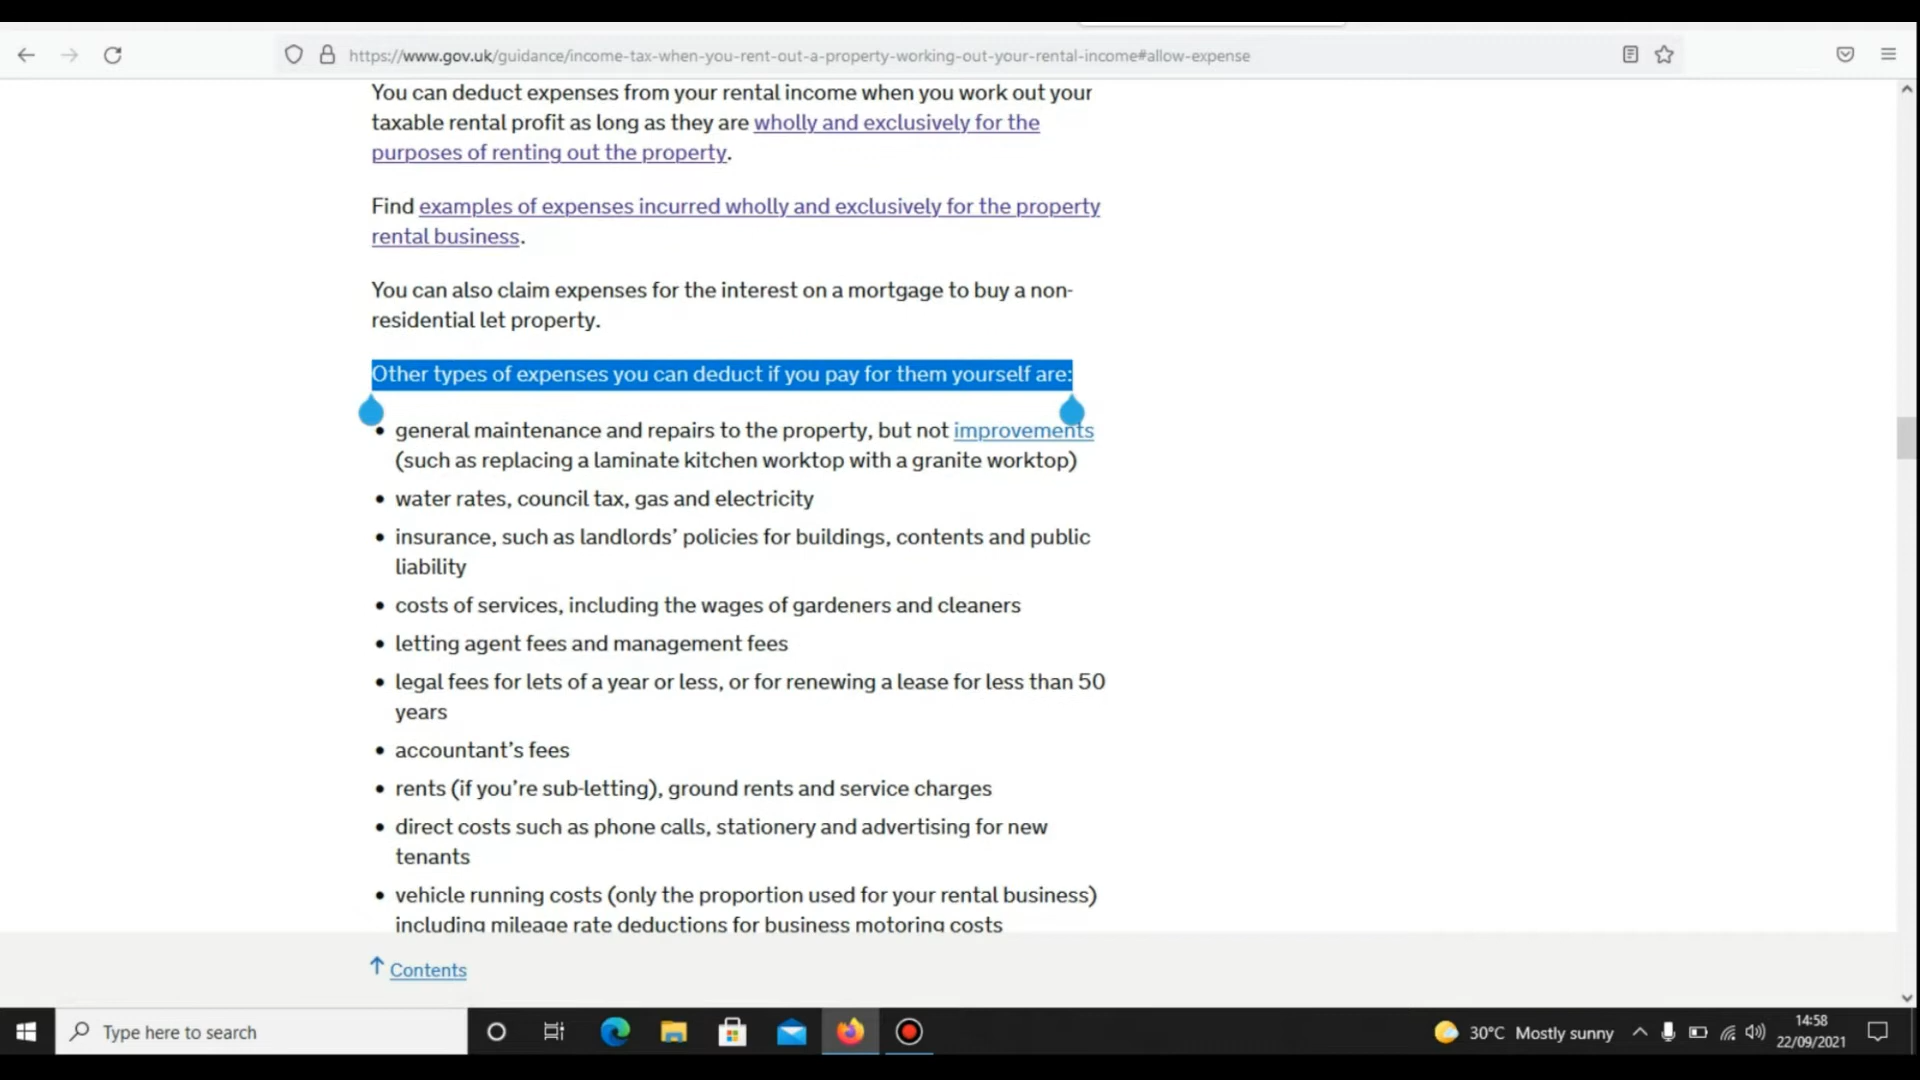 https://www.gov.uk/guidance/income-tax-when-you-rent-out-a-property-working-out-your-rental-income#allow-expense
You can deduct expenses from your rental income when you work out your
taxable rental profit as long as they are wholly and exclusively for the
purposes of renting out the property.
Find examples of expenses incurred wholly and exclusively for the property
rental business.
You can also claim expenses for the interest on a mortgage to buy a non-
residential let property.
Other types of expenses you can deduct if you pay for them yourself are:
• general maintenance and repairs to the property, but not improvements
(such as replacing a laminate kitchen worktop with a granite worktop)
• water rates, council tax, gas and electricity
• insurance, such as landlords’ policies for buildings, contents and public
liability
• costs of services, including the wages of gardeners and cleaners
• letting agent fees and management fees
• legal fees for lets of a year or less, or for renewing a lease for less than 50
years
• accountant’s fees
• rents (if you’re sub-letting), ground rents and service charges
• direct costs such as phone calls, stationery and advertising for new
tenants
• vehicle running costs (only the proportion used for your rental business)
including mileage rate deductions for business motoring costs
↑ Contents
Type here to search
30°C Mostly sunny
14:58
22/09/2021